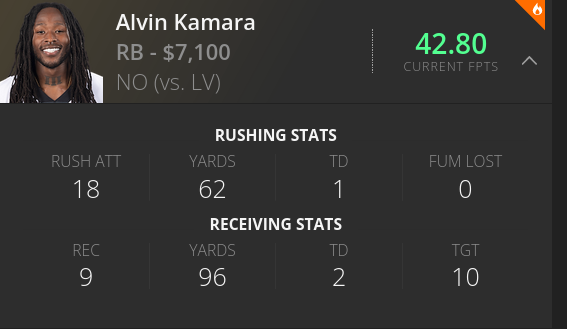 Alvin Kamara
RB - $7,100
NO (vs. LV)
42.80
CURRENT FPTS
RUSHING STATS
RUSH ATT YARDS TD FUM LOST
18 62 1 0
RECEIVING STATS
REC YARDS TD TGT
9 96 2 10